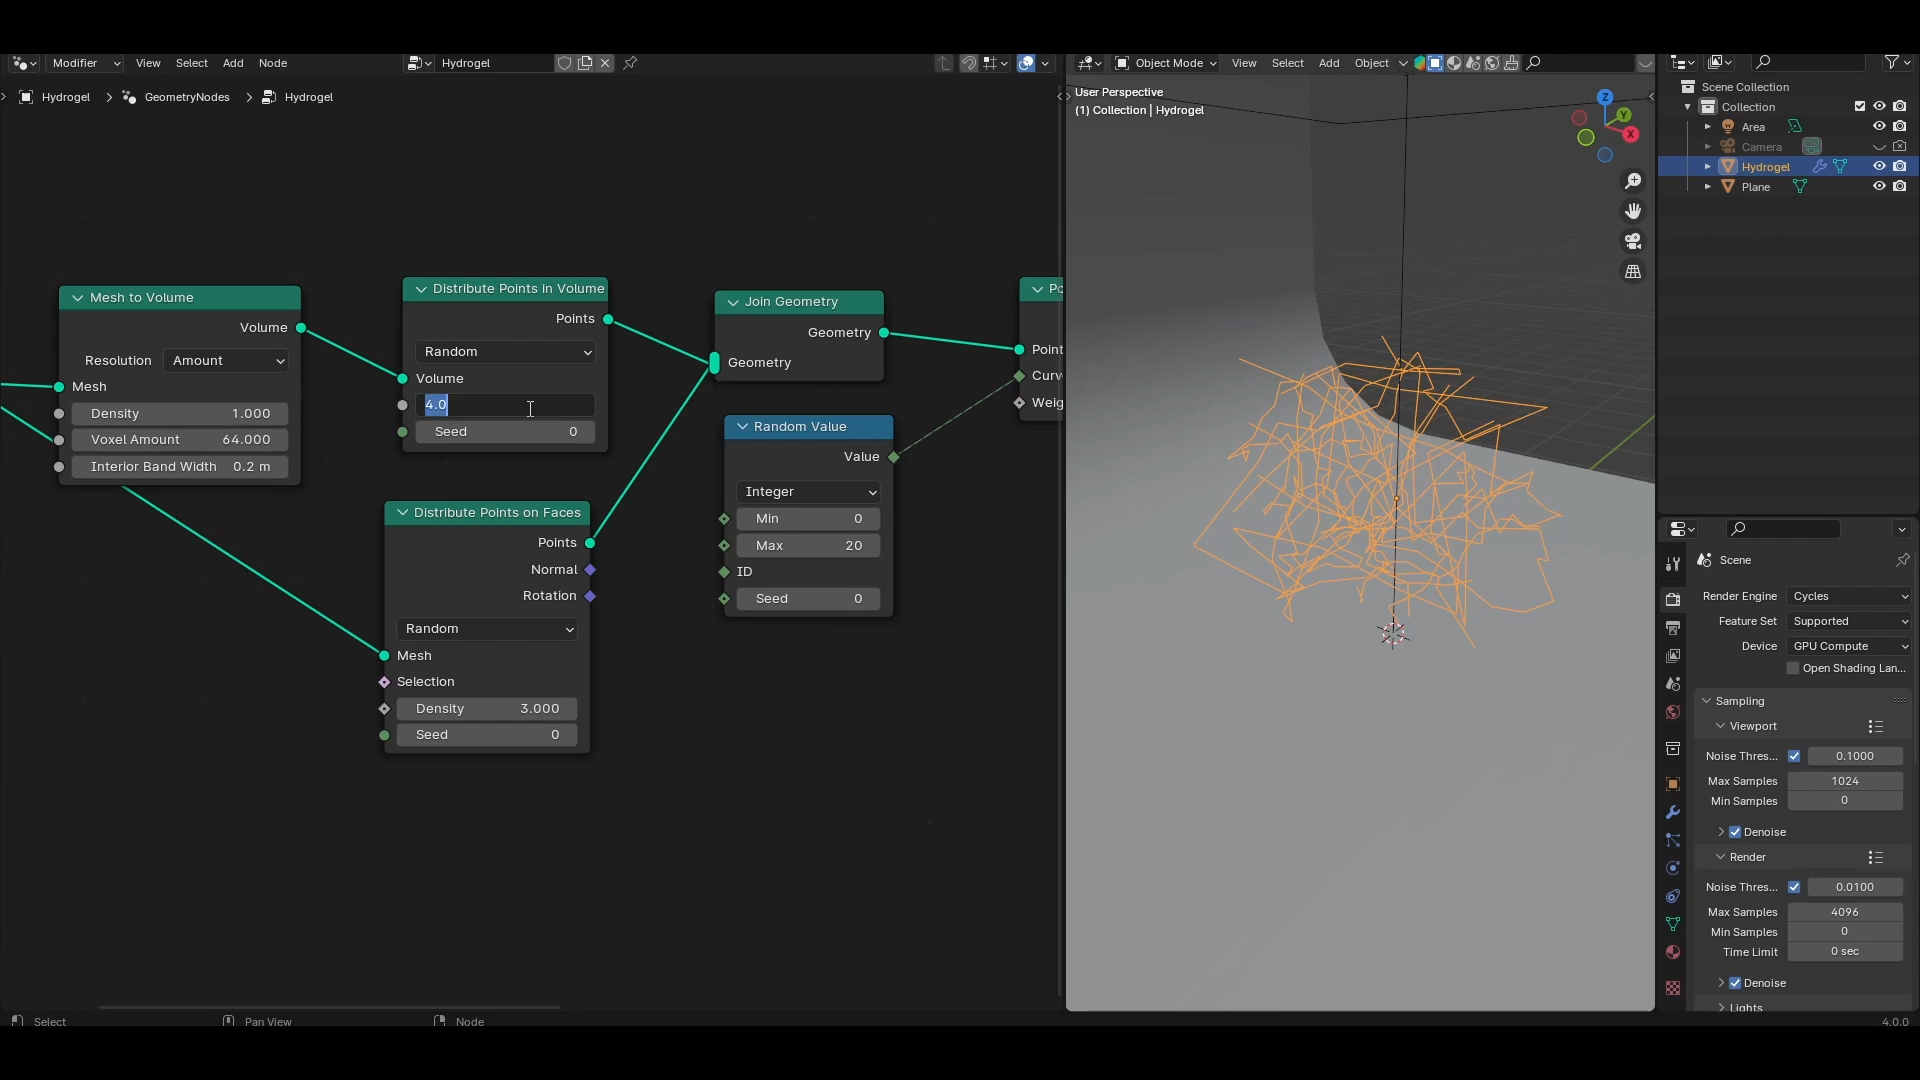 Modifier View Select Add Node Hydrogel
Hydrogel > GeometryNodes > Hydrogel
Mesh to Volume
Volume
Resolution Amount
Mesh
Density 1.000
Voxel Amount 64.000
Interior Band Width 0.2 m
Distribute Points in Volume
Points
Random
Volume
4.0
Seed 0
Distribute Points on Faces
Points
Normal
Rotation
Random
Mesh
Selection
Density 3.000
Seed 0
Join Geometry
Geometry
Geometry
Random Value
Value
Integer
Min 0
Max 20
ID
Seed 0
Po
Point
Curv
Weig
Object Mode View Select Add Object
User Perspective
(1) Collection | Hydrogel
Z
Y
X
Scene Collection
Collection
Area
Camera
Hydrogel
Plane
Scene
Render Engine Cycles
Feature Set Supported
Device GPU Compute
Open Shading Lan...
Sampling
Viewport
Noise Thres... 0.1000
Max Samples 1024
Min Samples 0
Denoise
Render
Noise Thres... 0.0100
Max Samples 4096
Min Samples 0
Time Limit 0 sec
Denoise
Lights
Select Pan View Node 4.0.0